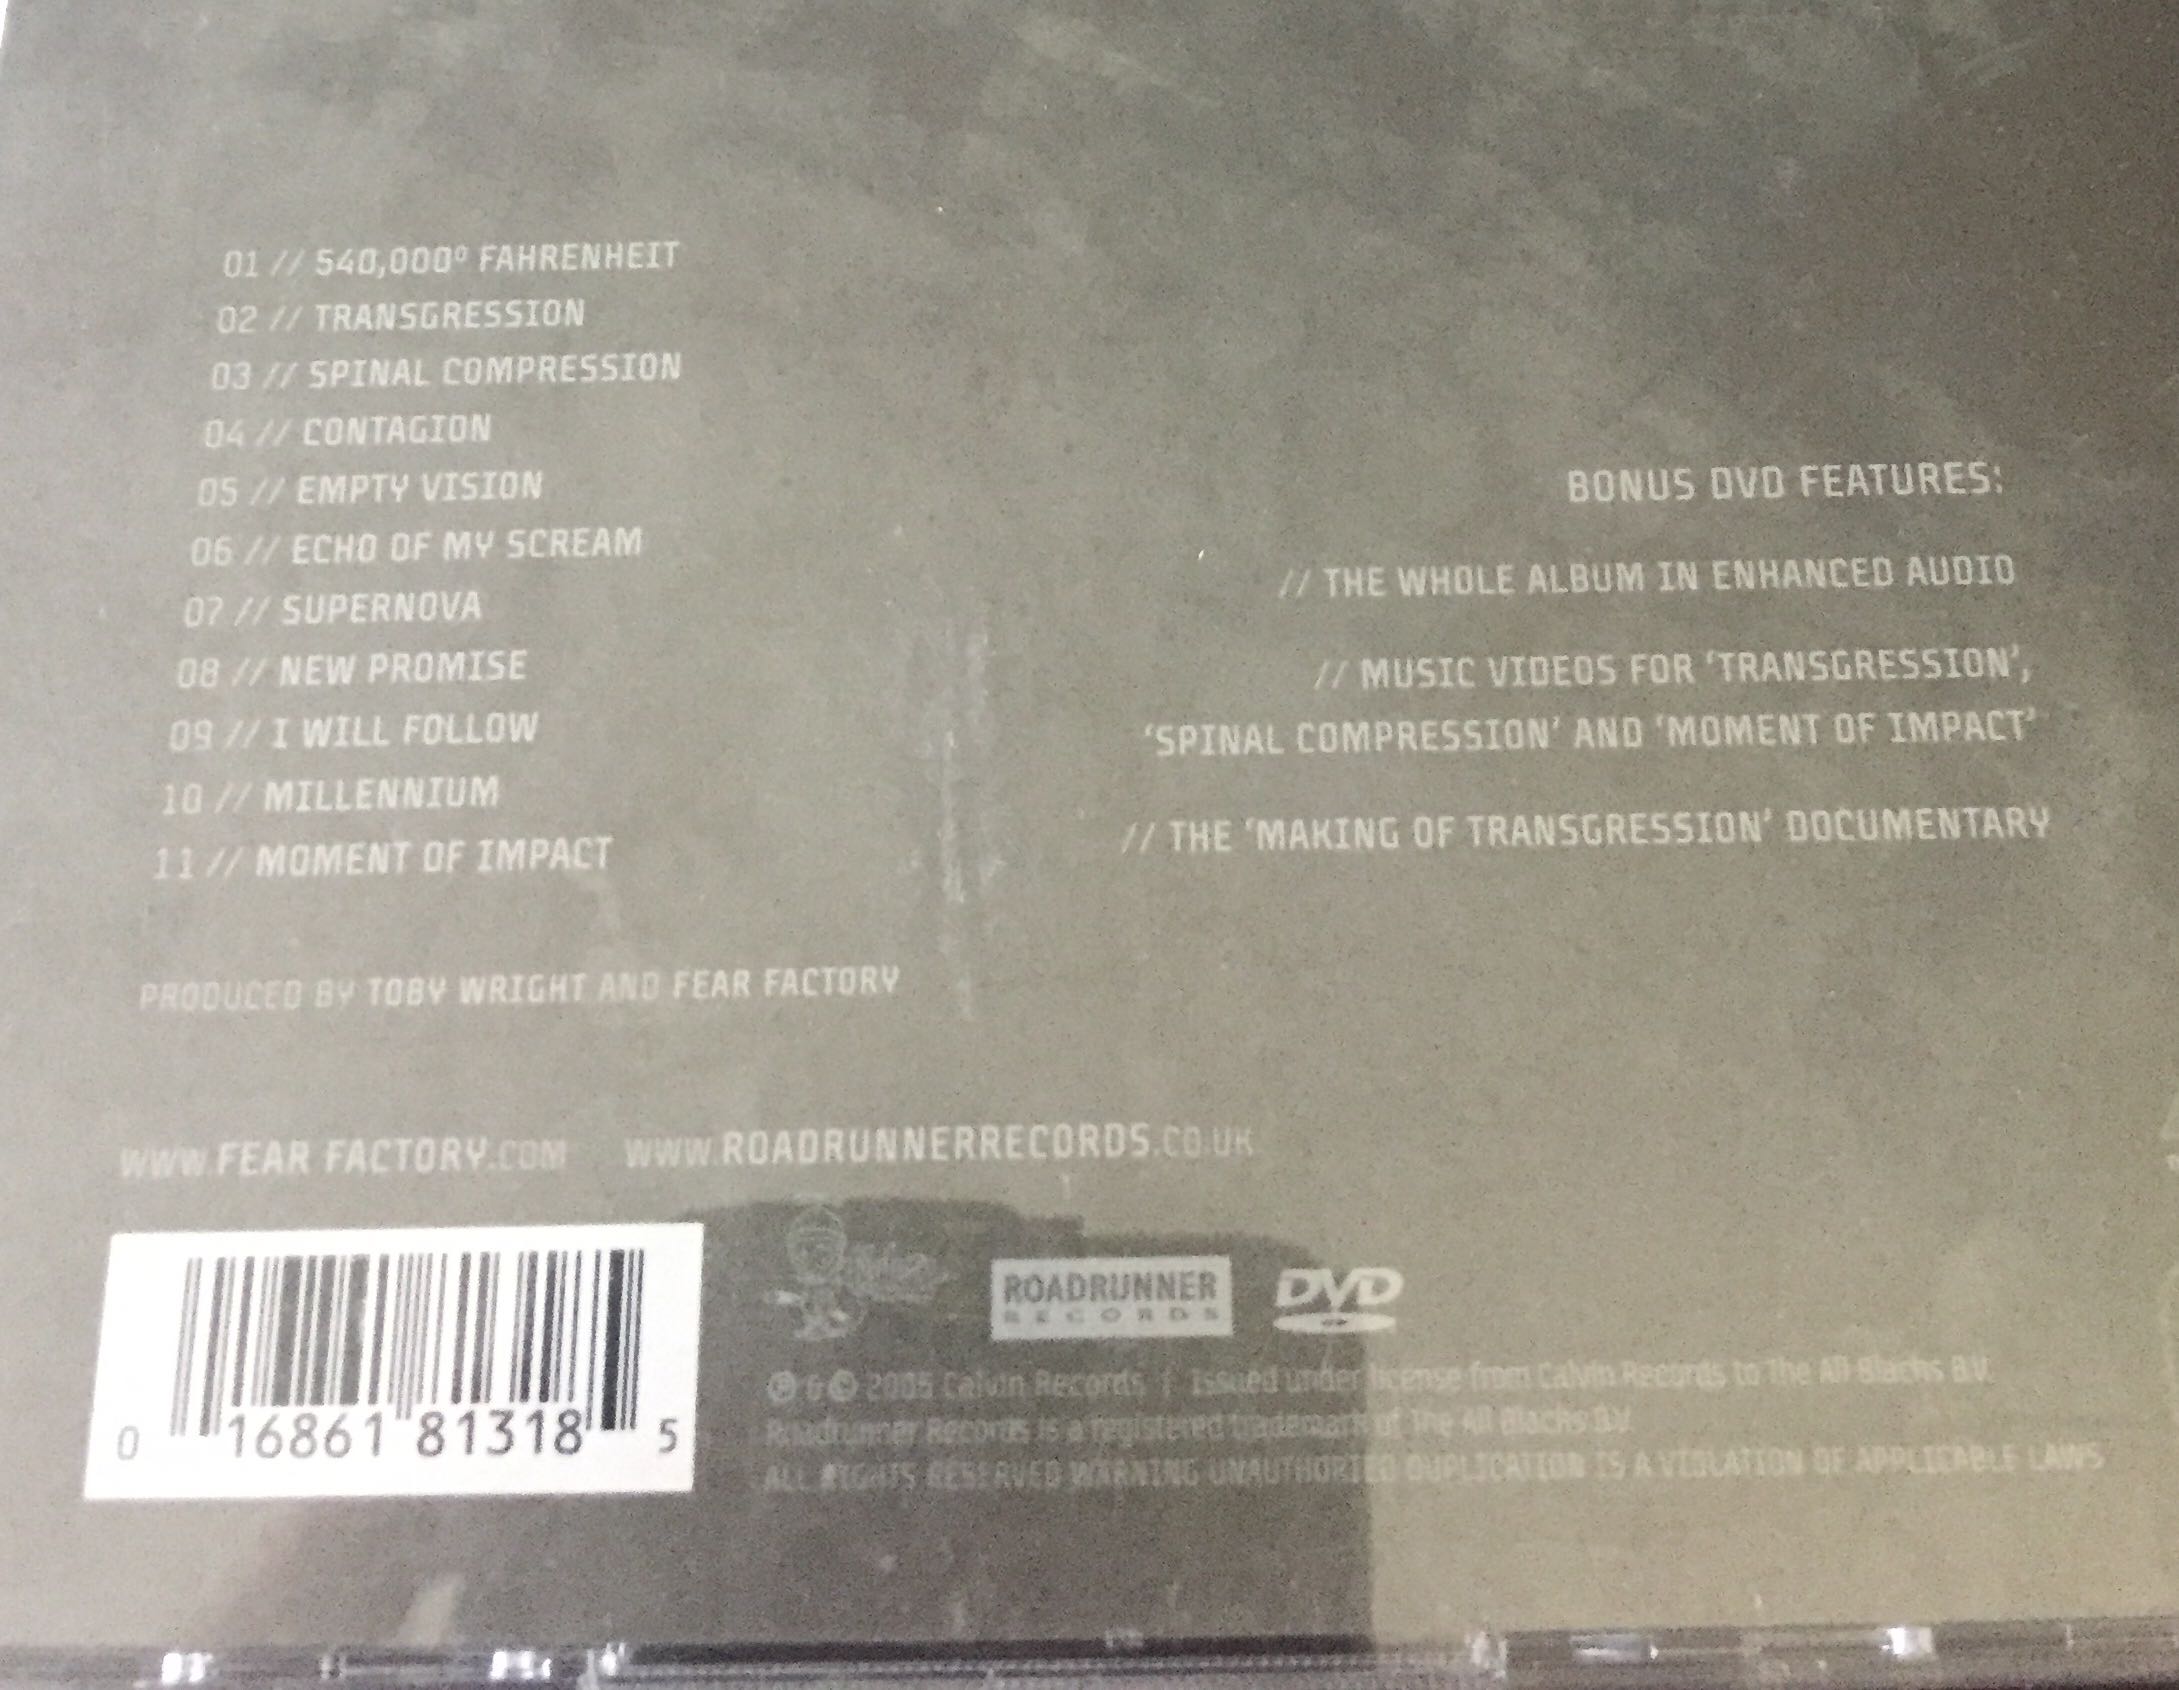 01 // 540,000º FAHRENHEIT
02 // TRANSGRESSION
03 // SPINAL COMPRESSION
04 // CONTAGION
05 // EMPTY VISION
06 // ECHO OF MY SCREAM
07 // SUPERNOVA
08 // NEW PROMISE
09 // I WILL FOLLOW
10 // MILLENNIUM
11 // MOMENT OF IMPACT
PRODUCED BY TOBY WRIGHT AND FEAR FACTORY
BONUS DVD FEATURES:
// THE WHOLE ALBUM IN ENHANCED AUDIO
// MUSIC VIDEOS FOR ‘TRANSGRESSION’,
‘SPINAL COMPRESSION’ AND ‘MOMENT OF IMPACT’
// THE ‘MAKING OF TRANSGRESSION’ DOCUMENTARY
WWW.FEAR FACTORY.COM WWW.ROADRUNNERRECORDS.CO.UK
0 16861 81318 5
ROADRUNNER
RECORDS
DVD
℗ & © 2005 Calvin Records | Issued under license from Calvin Records to The All Blacks B.V.
Roadrunner Records is a registered trademark of The All Blacks B.V.
ALL RIGHTS RESERVED WARNING UNAUTHORIZED DUPLICATION IS A VIOLATION OF APPLICABLE LAWS